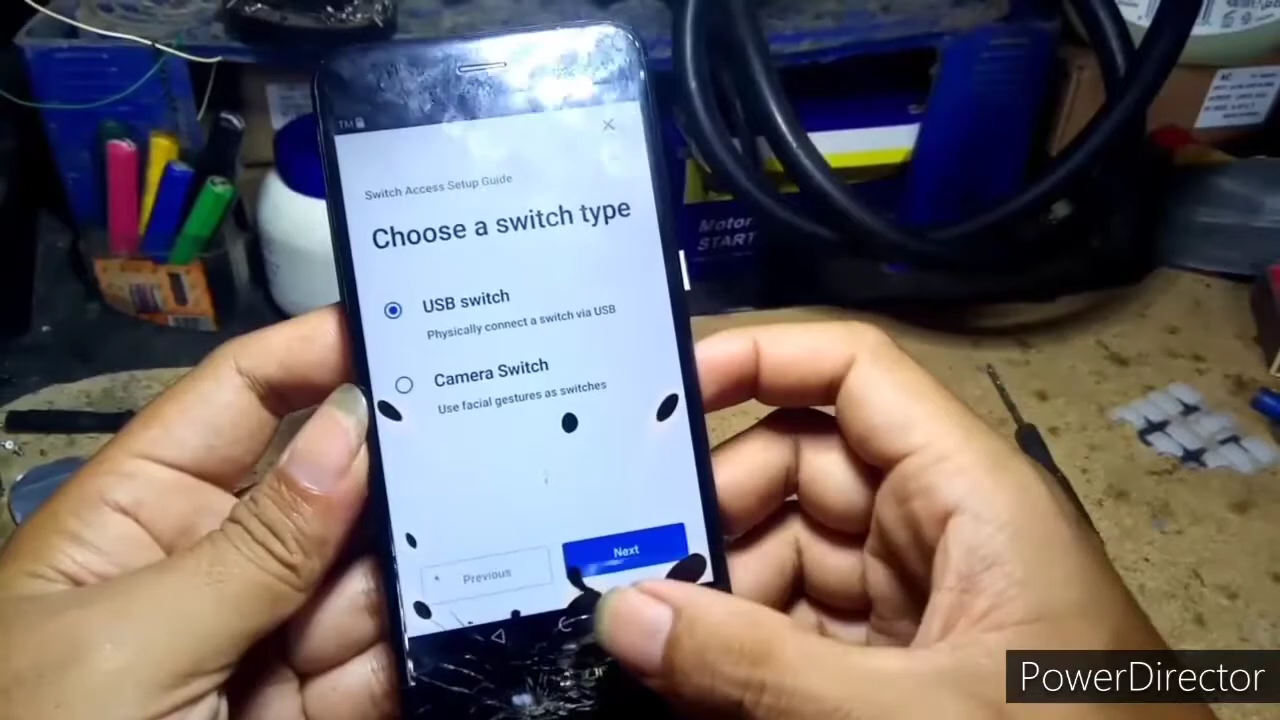 TM
Switch Access Setup Guide
Choose a switch type
USB switch
Physically connect a switch via USB
Camera Switch
Use facial gestures as switches
Previous
Next
Motor
START
PowerDirector